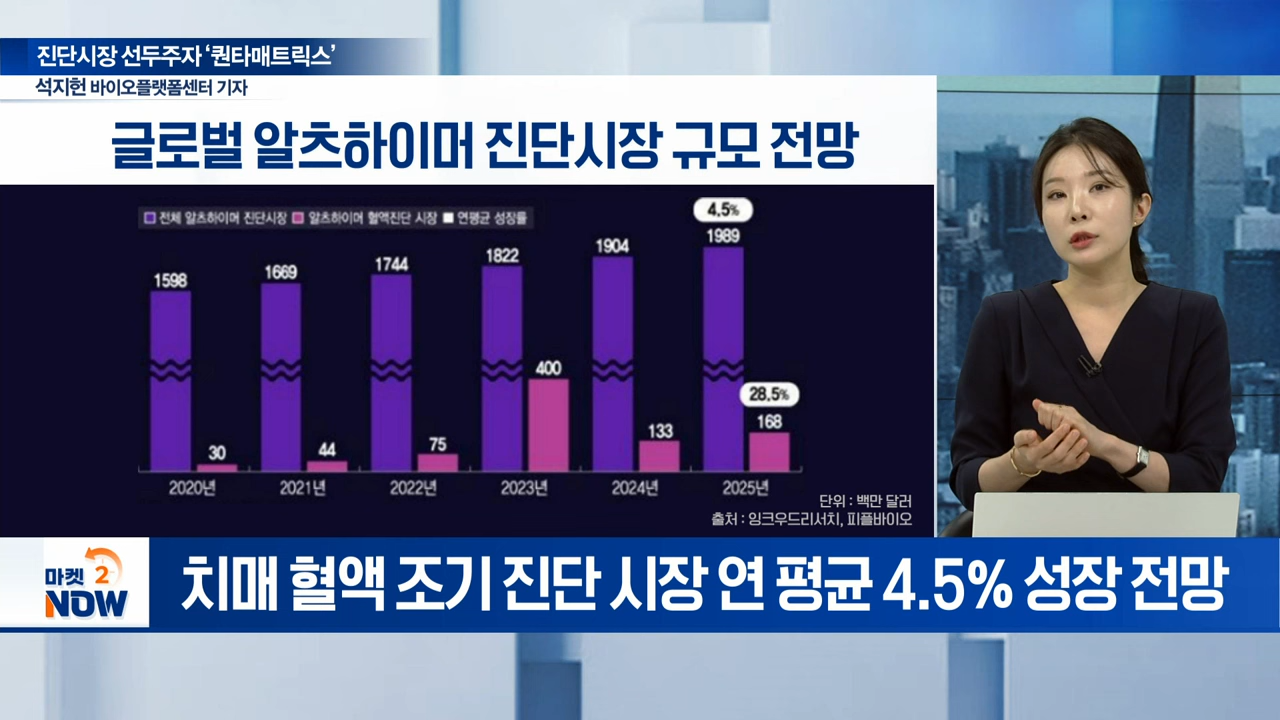 진단시장 선두주자 ‘퀀타매트릭스’
석지헌 바이오플랫폼센터 기자
글로벌 알츠하이머 진단시장 규모 전망
전체 알츠하이머 진단시장 알츠하이머 혈액진단 시장 연평균 성장률
4.5%
1598 1669 1744 1822 1904 1989
28.5%
30 44 75 400 133 168
2020년 2021년 2022년 2023년 2024년 2025년
단위 : 백만 달러
출처 : 잉크우드리서치, 피플바이오
마켓 2
NOW
치매 혈액 조기 진단 시장 연 평균 4.5% 성장 전망